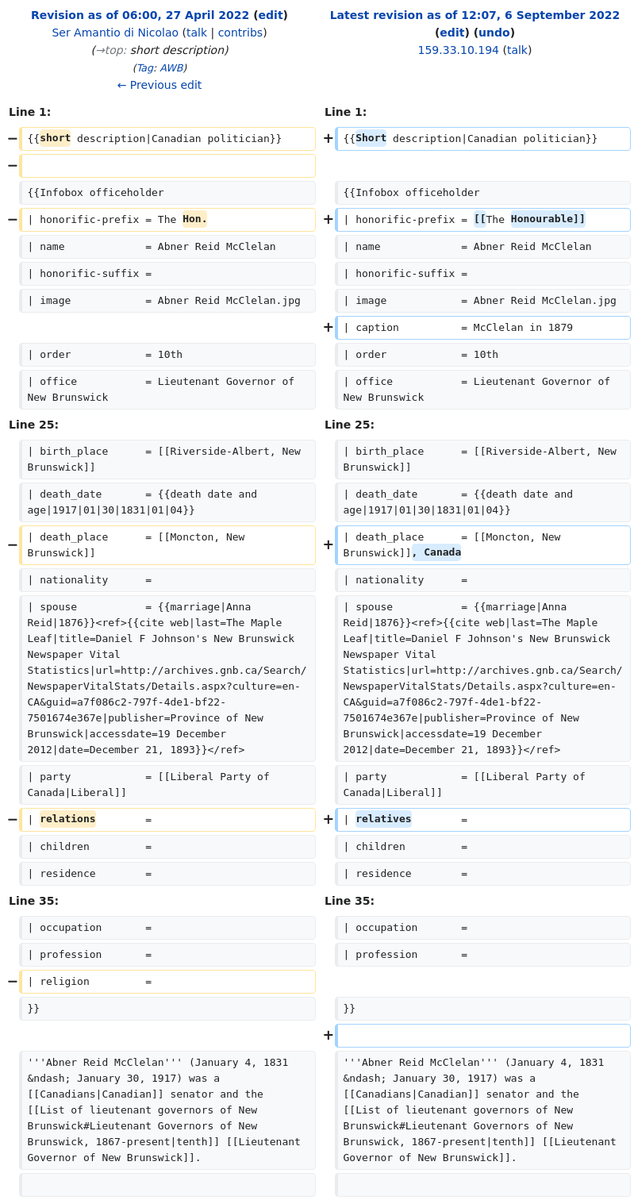 Revision as of 06:00, 27 April 2022 (edit)
Ser Amantio di Nicolao (talk | contribs)
(→top: short description)
(Tag: AWB)
← Previous edit
Latest revision as of 12:07, 6 September 2022
(edit) (undo)
159.33.10.194 (talk)
Line 1:
Line 1:
− {{short description|Canadian politician}}
+ {{Short description|Canadian politician}}
−
{{Infobox officeholder
{{Infobox officeholder
− | honorific-prefix = The Hon.
+ | honorific-prefix = [[The Honourable]]
| name = Abner Reid McClelan
| name = Abner Reid McClelan
| honorific-suffix =
| honorific-suffix =
| image = Abner Reid McClelan.jpg
| image = Abner Reid McClelan.jpg
+ | caption = McClelan in 1879
| order = 10th
| order = 10th
| office = Lieutenant Governor of
New Brunswick
| office = Lieutenant Governor of
New Brunswick
Line 25:
Line 25:
| birth_place = [[Riverside-Albert, New
Brunswick]]
| birth_place = [[Riverside-Albert, New
Brunswick]]
| death_date = {{death date and
age|1917|01|30|1831|01|04}}
| death_date = {{death date and
age|1917|01|30|1831|01|04}}
− | death_place = [[Moncton, New
Brunswick]]
+ | death_place = [[Moncton, New
Brunswick]], Canada
| nationality =
| nationality =
| spouse = {{marriage|Anna
Reid|1876}}<ref>{{cite web|last=The Maple
Leaf|title=Daniel F Johnson's New Brunswick
Newspaper Vital
Statistics|url=http://archives.gnb.ca/Search/
NewspaperVitalStats/Details.aspx?culture=en-
CA&guid=a7f086c2-797f-4de1-bf22-
7501674e367e|publisher=Province of New
Brunswick|accessdate=19 December
2012|date=December 21, 1893}}</ref>
| spouse = {{marriage|Anna
Reid|1876}}<ref>{{cite web|last=The Maple
Leaf|title=Daniel F Johnson's New Brunswick
Newspaper Vital
Statistics|url=http://archives.gnb.ca/Search/
NewspaperVitalStats/Details.aspx?culture=en-
CA&guid=a7f086c2-797f-4de1-bf22-
7501674e367e|publisher=Province of New
Brunswick|accessdate=19 December
2012|date=December 21, 1893}}</ref>
| party = [[Liberal Party of
Canada|Liberal]]
| party = [[Liberal Party of
Canada|Liberal]]
− | relations =
+ | relatives =
| children =
| children =
| residence =
| residence =
Line 35:
Line 35:
| occupation =
| occupation =
| profession =
| profession =
− | religion =
}}
}}
+
'''Abner Reid McClelan''' (January 4, 1831
&ndash; January 30, 1917) was a
[[Canadians|Canadian]] senator and the
[[List of lieutenant governors of New
Brunswick#Lieutenant Governors of New
Brunswick, 1867-present|tenth]] [[Lieutenant
Governor of New Brunswick]].
'''Abner Reid McClelan''' (January 4, 1831
&ndash; January 30, 1917) was a
[[Canadians|Canadian]] senator and the
[[List of lieutenant governors of New
Brunswick#Lieutenant Governors of New
Brunswick, 1867-present|tenth]] [[Lieutenant
Governor of New Brunswick]].